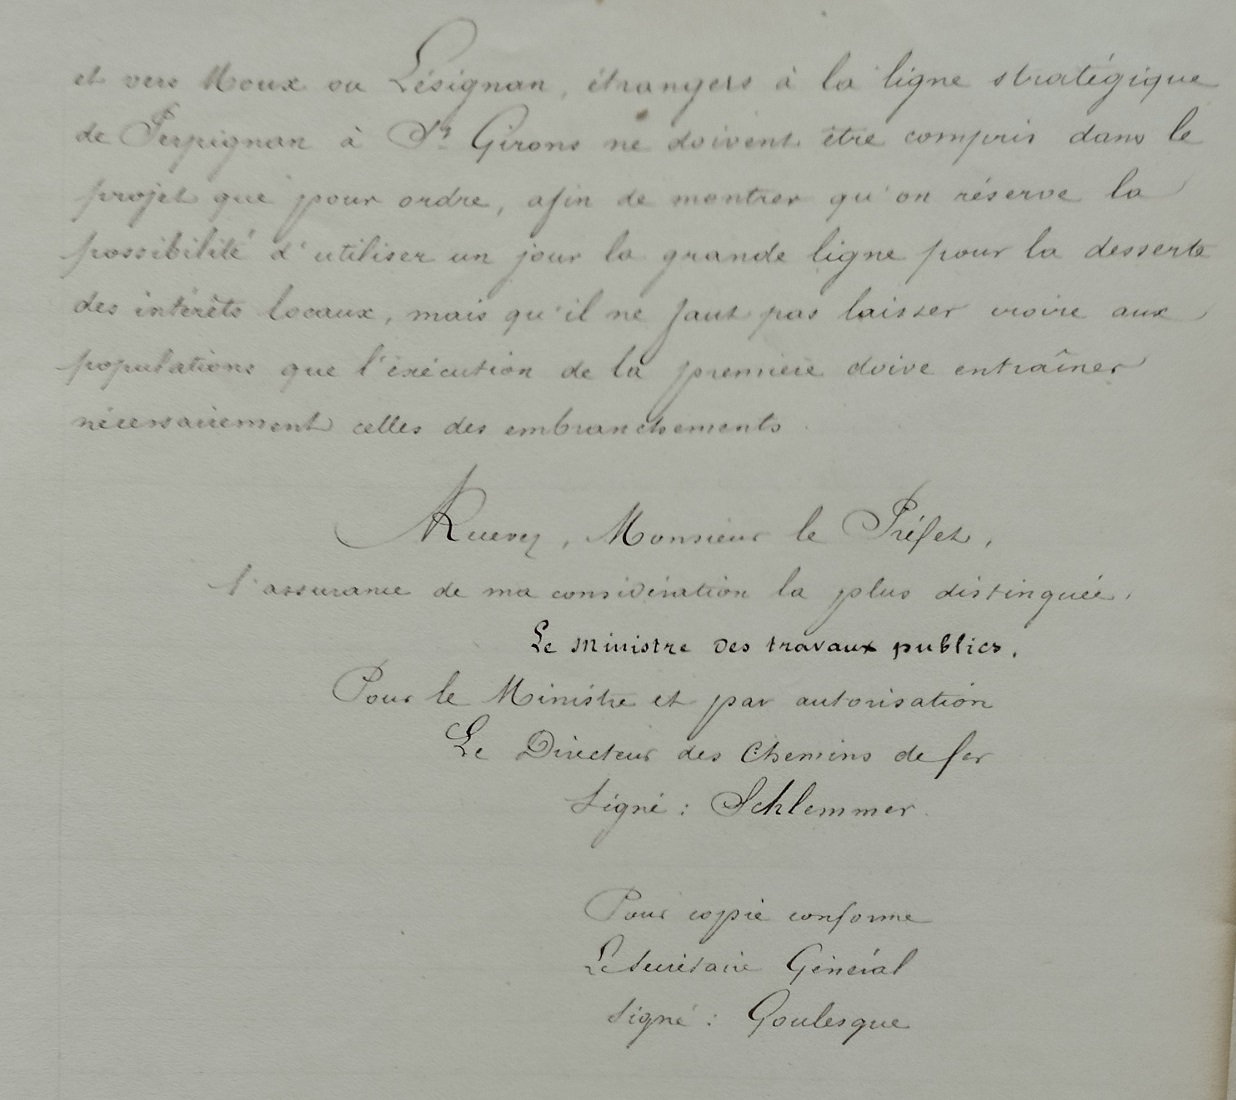 et vers Moux ou Lésignan, étrangers à la ligne stratégique
de Perpignan à St Girons ne doivent être compris dans le
projet que pour ordre, afin de montrer qu'on réserve la
possibilité d'utiliser un jour la grande ligne pour la desserte
des intérêts locaux, mais qu'il ne faut pas laisser croire aux
populations que l'exécution de la première doive entraîner
nécessairement celles des embranchements.
Recevez, Monsieur le Préfet,
l'assurance de ma considération la plus distinguée.
Le Ministre des travaux publics.
Pour le Ministre et par autorisation
Le Directeur des Chemins de fer
Signé : Schlemmer.
Pour copie conforme
Le Secrétaire Général
Signé : Goulesque